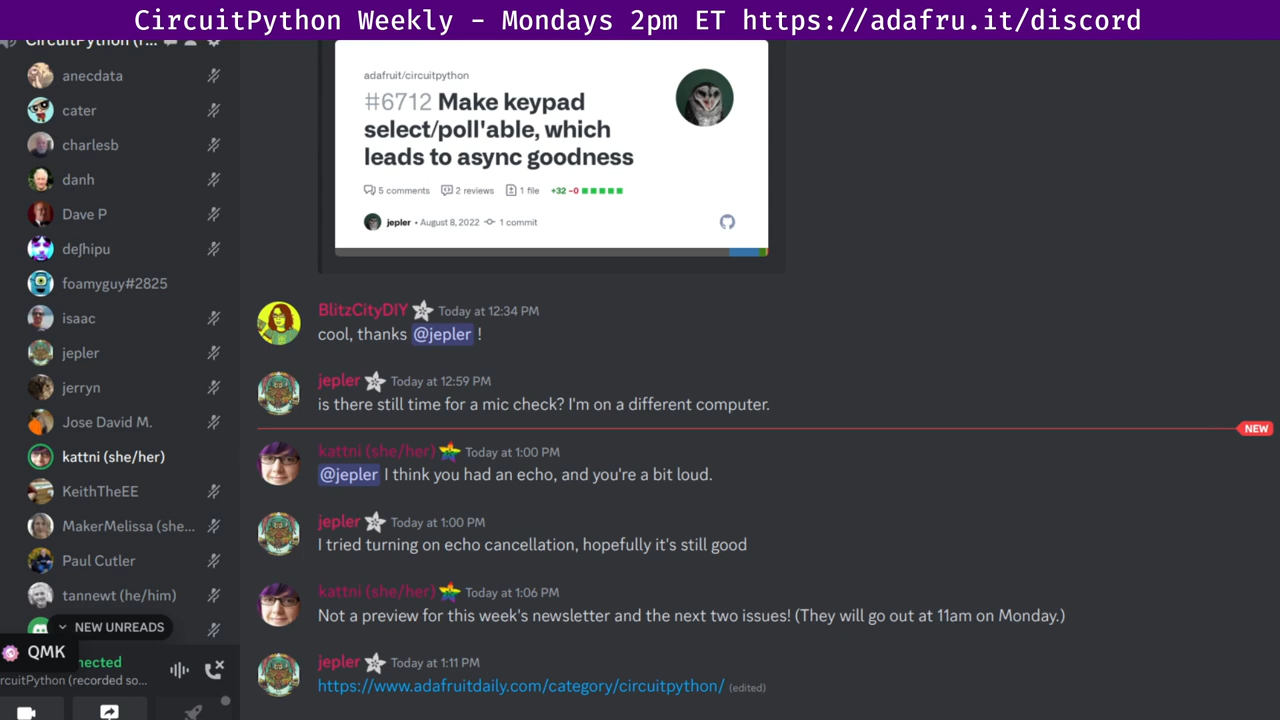 CircuitPython Weekly - Mondays 2pm ET https://adafru.it/discord
CircuitPython (r...
anecdata
cater
charlesb
danh
Dave P
deʃhipu
foamyguy#2825
isaac
jepler
jerryn
Jose David M.
kattni (she/her)
KeithTheEE
MakerMelissa (she...
Paul Cutler
tannewt (he/him)
NEW UNREADS
QMK
nected
rcuitPython (recorded so...
adafruit/circuitpython
#6712 Make keypad
select/poll'able, which
leads to async goodness
5 comments 2 reviews 1 file +32 -0
jepler • August 8, 2022 1 commit
BlitzCityDIY Today at 12:34 PM
cool, thanks @jepler !
jepler Today at 12:59 PM
is there still time for a mic check? I'm on a different computer.
NEW
kattni (she/her) Today at 1:00 PM
@jepler I think you had an echo, and you're a bit loud.
jepler Today at 1:00 PM
I tried turning on echo cancellation, hopefully it's still good
kattni (she/her) Today at 1:06 PM
Not a preview for this week's newsletter and the next two issues! (They will go out at 11am on Monday.)
jepler Today at 1:11 PM
https://www.adafruitdaily.com/category/circuitpython/ (edited)